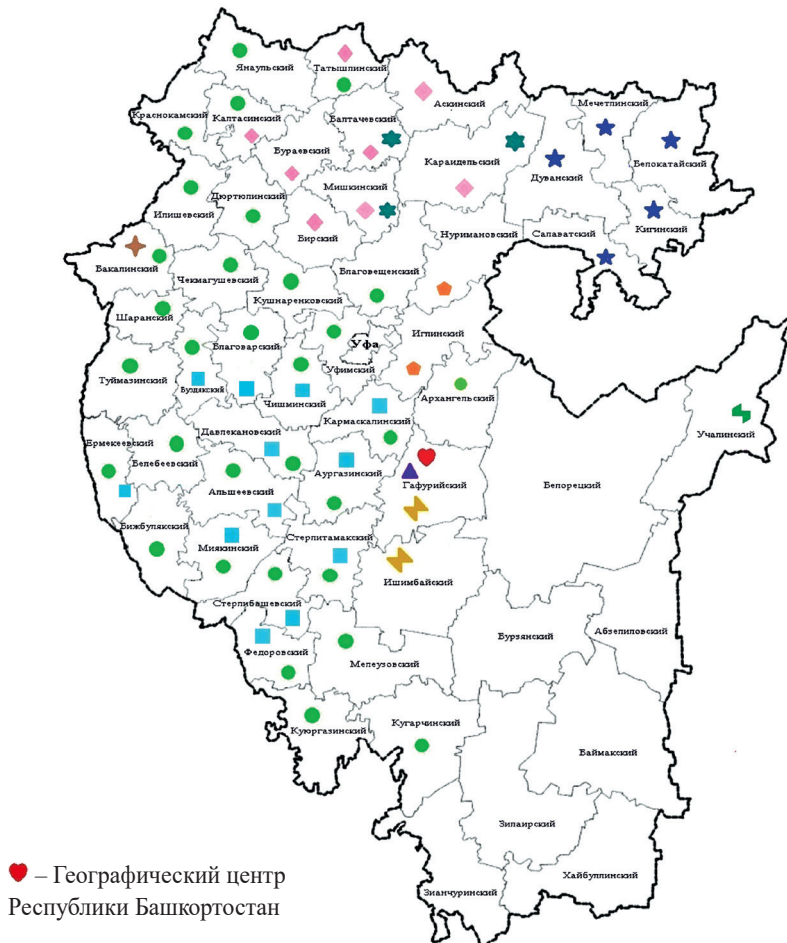 Янаульский
Татышлинский
Аскинский
Мечетлинский
Краснокамский
Калтасинский
Балтачевский
Бураевский
Караидельский
Белокатайский
Дуванский
Мишкинский
Дюртюлинский
Илишевский
Бирский
Нуримановский
Салаватский
Кигинский
Бакалинский
Чекмагушевский
Благовещенский
Кушнаренковский
Шаранский
Иглинский
Благоварский
Уфа
Уфимский
Туймазинский
Буздякский
Чишминский
Архангельский
Кармаскалинский
Учалинский
Ермекеевский
Давлекановский
Белебеевский
Аургазинский
Альшеевский
Гафурийский
Белорецкий
Бижбулякский
Миякинский
Стерлитамакский
Ишимбайский
Стерлибашевский
Бурзянский
Абзелиловский
Федоровский
Мелеузовский
Куюргазинский
Кугарчинский
Баймакский
Зилаирский
Хайбуллинский
Зианчуринский
– Географический центр
Республики Башкортостан